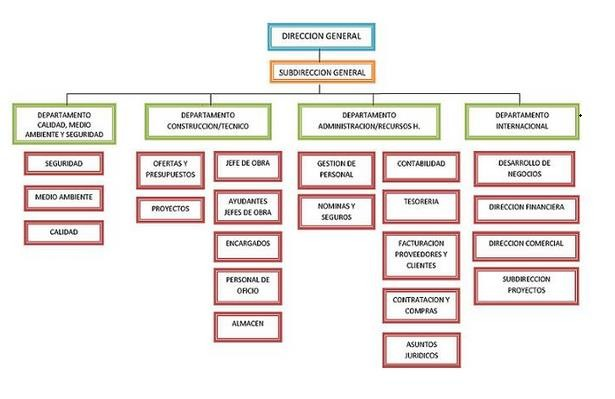 DIRECCION GENERAL
SUBDIRECCION GENERAL
DEPARTAMENTO
CALIDAD, MEDIO
AMBIENTE Y SEGURIDAD
SEGURIDAD
MEDIO AMBIENTE
CALIDAD
DEPARTAMENTO
CONSTRUCCION/TECNICO
OFERTAS Y
PRESUPUESTOS
PROYECTOS
JEFE DE OBRA
AYUDANTES
JEFES DE OBRA
ENCARGADOS
PERSONAL DE
OFICIO
ALMACEN
DEPARTAMENTO
ADMINISTRACION/RECURSOS H.
GESTION DE
PERSONAL
NOMINAS Y
SEGUROS
CONTABILIDAD
TESORERIA
FACTURACION
PROVEEDORES Y
CLIENTES
CONTRATACION Y
COMPRAS
ASUNTOS
JURIDICOS
DEPARTAMENTO
INTERNACIONAL
DESARROLLO DE
NEGOCIOS
DIRECCION FINANCIERA
DIRECCION COMERCIAL
SUBDIRECCION
PROYECTOS